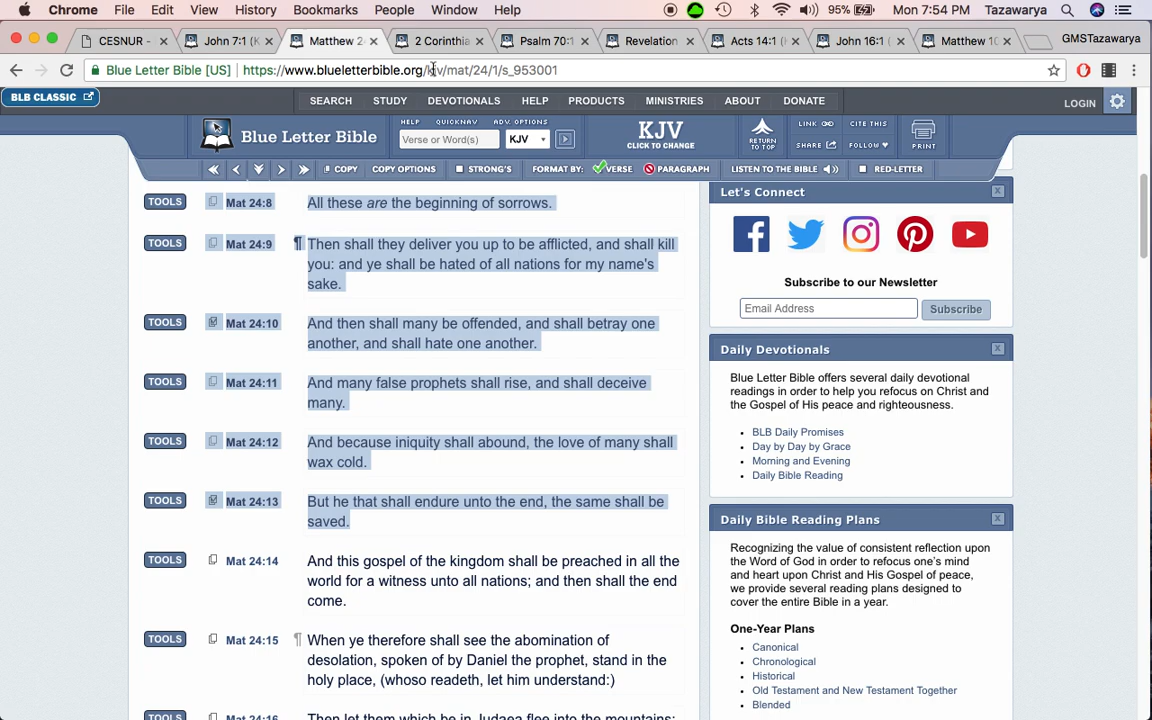 Chrome File Edit View History Bookmarks People Window Help 95% Mon 7:54 PM Tazawarya
CESNUR - John 7:1 (K Matthew 2 2 Corinthia Psalm 70:1 Revelation Acts 14:1 ( John 16:1 ( Matthew 10 GMSTazawarya
Blue Letter Bible [US] https://www.blueletterbible.org/kjv/mat/24/1/s_953001
BLB CLASSIC
SEARCH STUDY DEVOTIONALS HELP PRODUCTS MINISTRIES ABOUT DONATE LOGIN
HELP QUICKNAV ADV. OPTIONS
Blue Letter Bible Verse or Word(s) KJV
KJV
CLICK TO CHANGE
RETURN
TO TOP
LINK CITE THIS
SHARE FOLLOW PRINT
COPY COPY OPTIONS STRONG'S FORMAT BY: VERSE PARAGRAPH LISTEN TO THE BIBLE RED-LETTER
TOOLS Mat 24:8 All these are the beginning of sorrows.
TOOLS Mat 24:9 ¶ Then shall they deliver you up to be afflicted, and shall kill
you: and ye shall be hated of all nations for my name's
sake.
TOOLS Mat 24:10 And then shall many be offended, and shall betray one
another, and shall hate one another.
TOOLS Mat 24:11 And many false prophets shall rise, and shall deceive
many.
TOOLS Mat 24:12 And because iniquity shall abound, the love of many shall
wax cold.
TOOLS Mat 24:13 But he that shall endure unto the end, the same shall be
saved.
TOOLS Mat 24:14 And this gospel of the kingdom shall be preached in all the
world for a witness unto all nations; and then shall the end
come.
TOOLS Mat 24:15 ¶ When ye therefore shall see the abomination of
desolation, spoken of by Daniel the prophet, stand in the
holy place, (whoso readeth, let him understand:)
TOOLS Mat 24:16 Then let them which be in Judaea flee into the mountains:
Let's Connect
Subscribe to our Newsletter
Email Address Subscribe
Daily Devotionals
Blue Letter Bible offers several daily devotional
readings in order to help you refocus on Christ and
the Gospel of His peace and righteousness.
BLB Daily Promises
Day by Day by Grace
Morning and Evening
Daily Bible Reading
Daily Bible Reading Plans
Recognizing the value of consistent reflection upon
the Word of God in order to refocus one's mind
and heart upon Christ and His Gospel of peace,
we provide several reading plans designed to
cover the entire Bible in a year.
One-Year Plans
Canonical
Chronological
Historical
Old Testament and New Testament Together
Blended